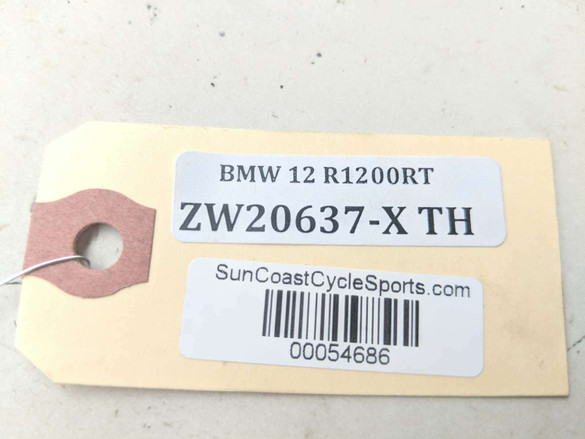 BMW 12 R1200RT
ZW20637-X TH
SunCoastCycleSports.com
00054686